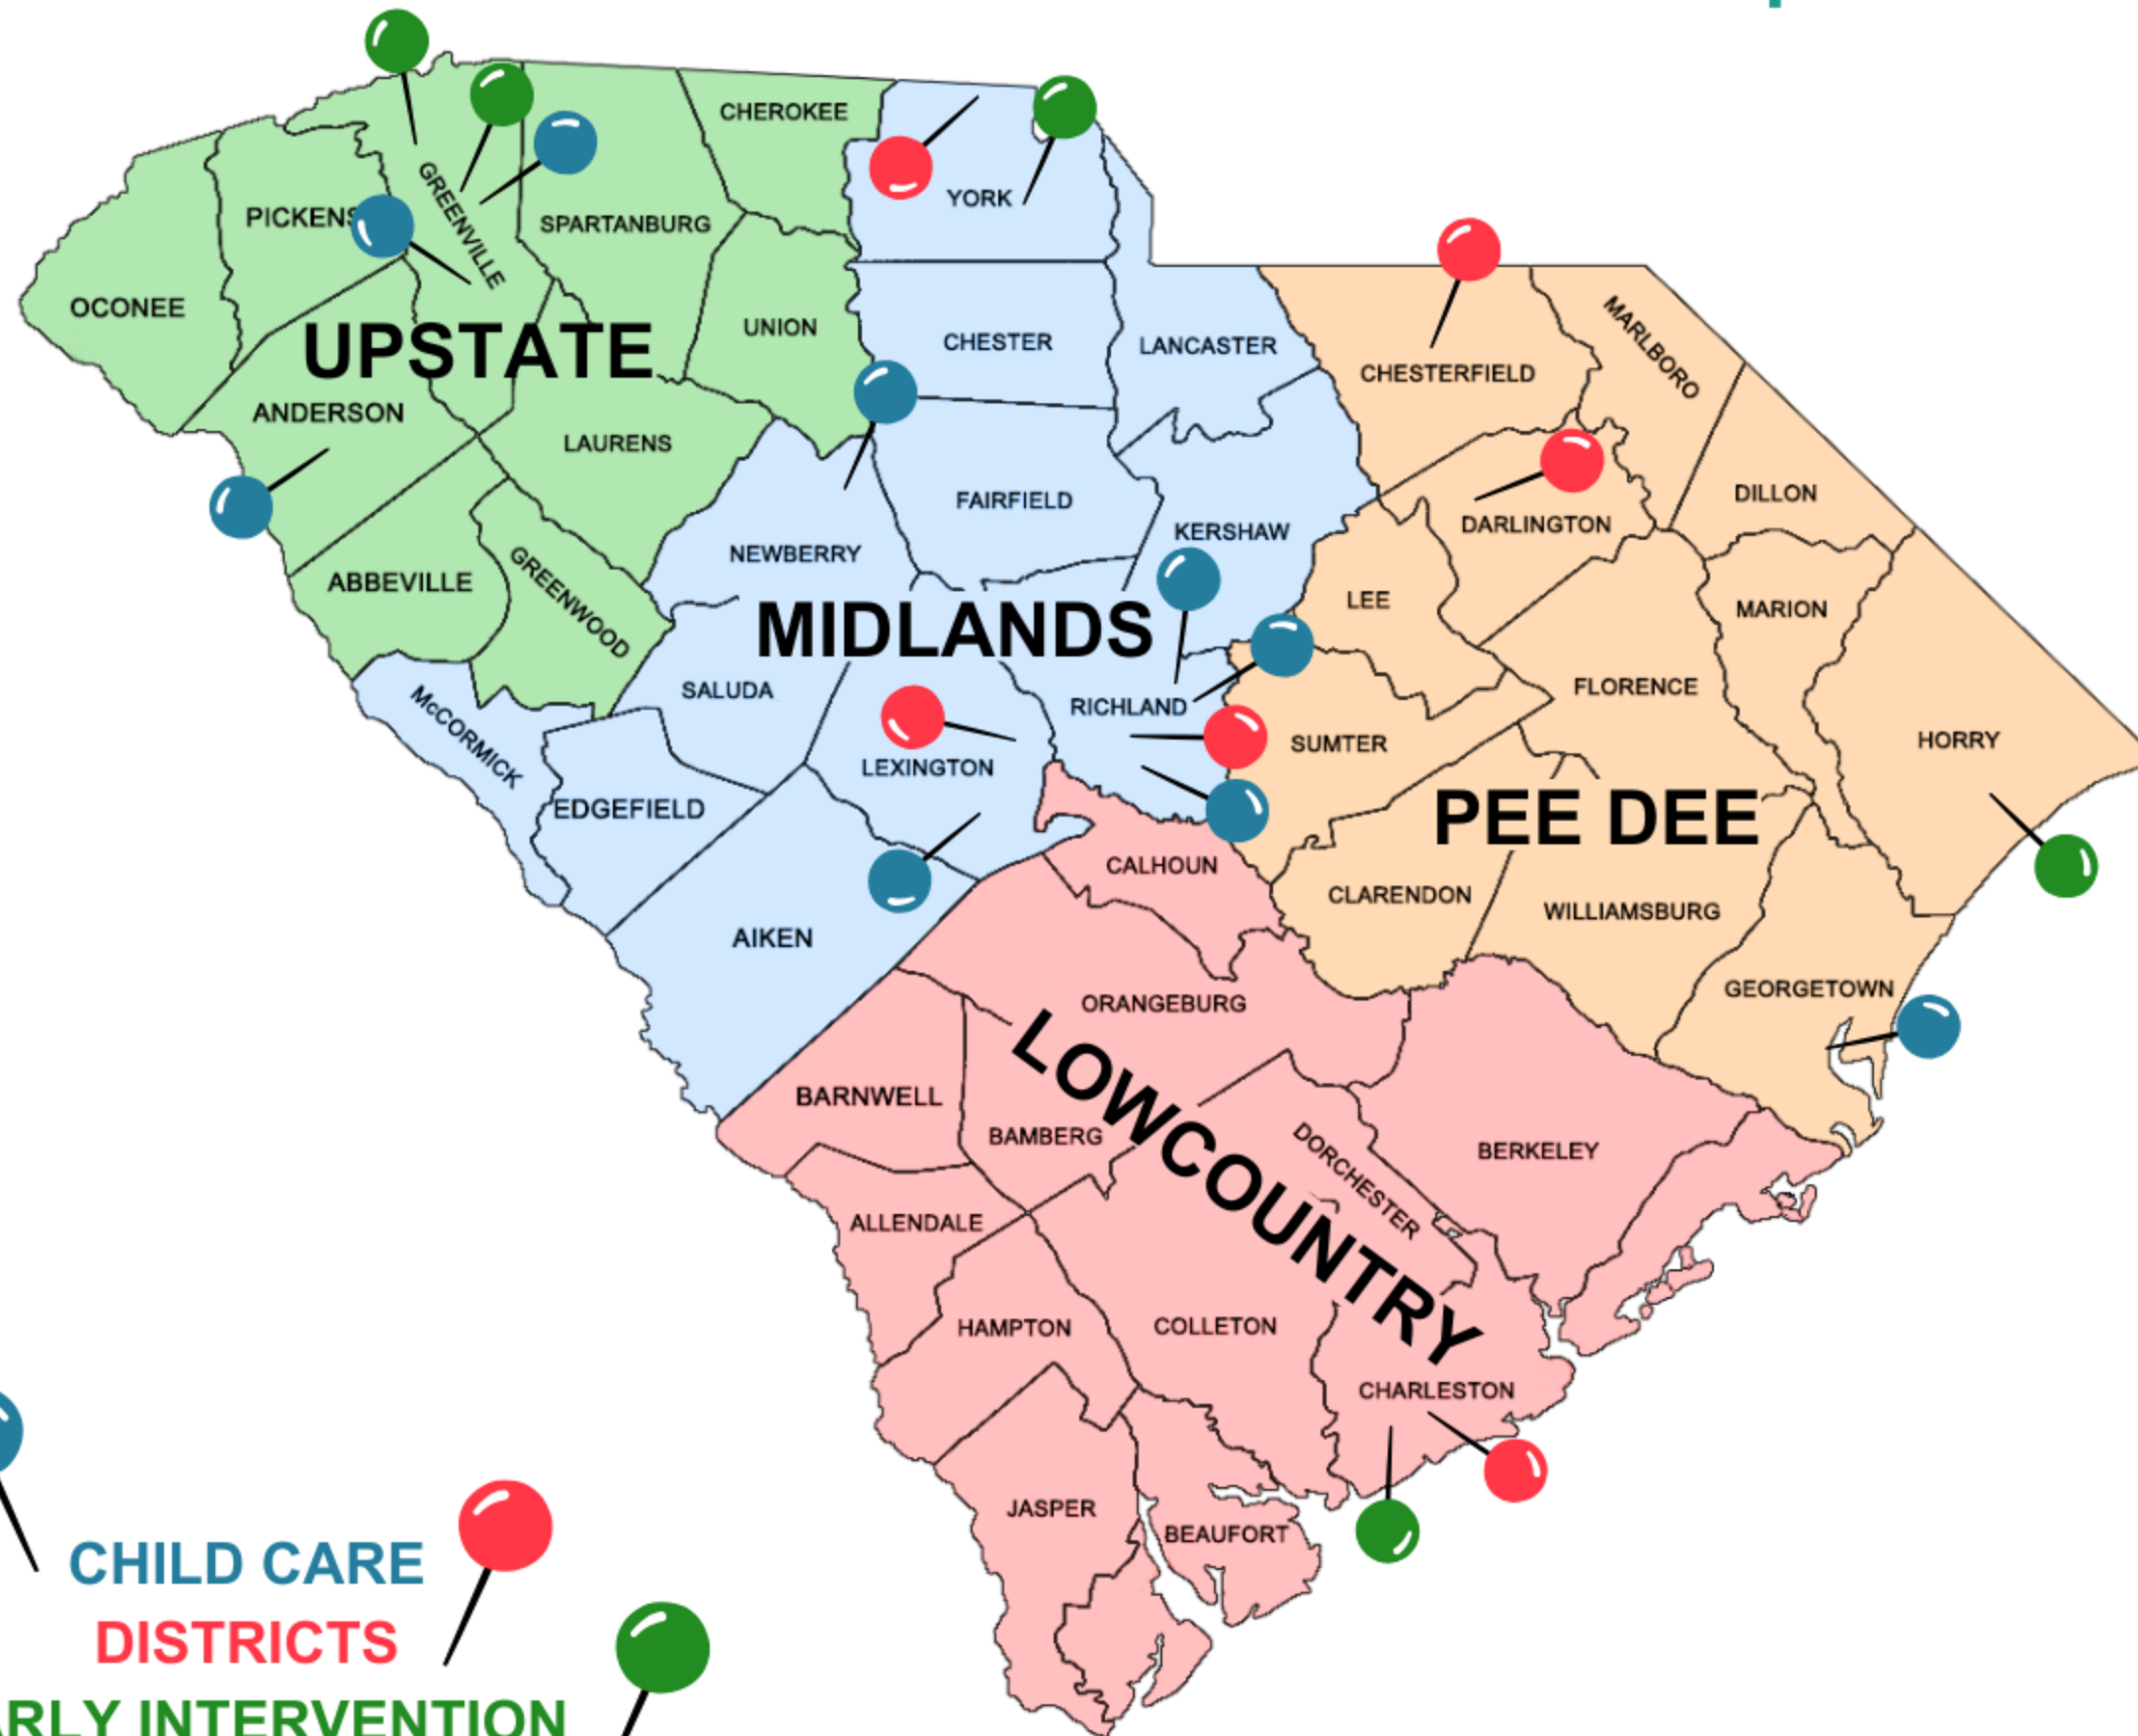 CHEROKEE
YORK
PICKENS
GREENVILLE
SPARTANBURG
OCONEE
UNION
CHESTER
LANCASTER
MARLBORO
UPSTATE
CHESTERFIELD
ANDERSON
LAURENS
DILLON
FAIRFIELD
DARLINGTON
KERSHAW
NEWBERRY
ABBEVILLE
GREENWOOD
LEE
MARION
MIDLANDS
SALUDA
FLORENCE
RICHLAND
McCORMICK
SUMTER
HORRY
LEXINGTON
EDGEFIELD
PEE DEE
CALHOUN
CLARENDON
WILLIAMSBURG
AIKEN
GEORGETOWN
ORANGEBURG
LOWCOUNTRY
BARNWELL
BAMBERG
DORCHESTER
BERKELEY
ALLENDALE
HAMPTON
COLLETON
CHARLESTON
JASPER
BEAUFORT
CHILD CARE
DISTRICTS
ARLY INTERVENTION